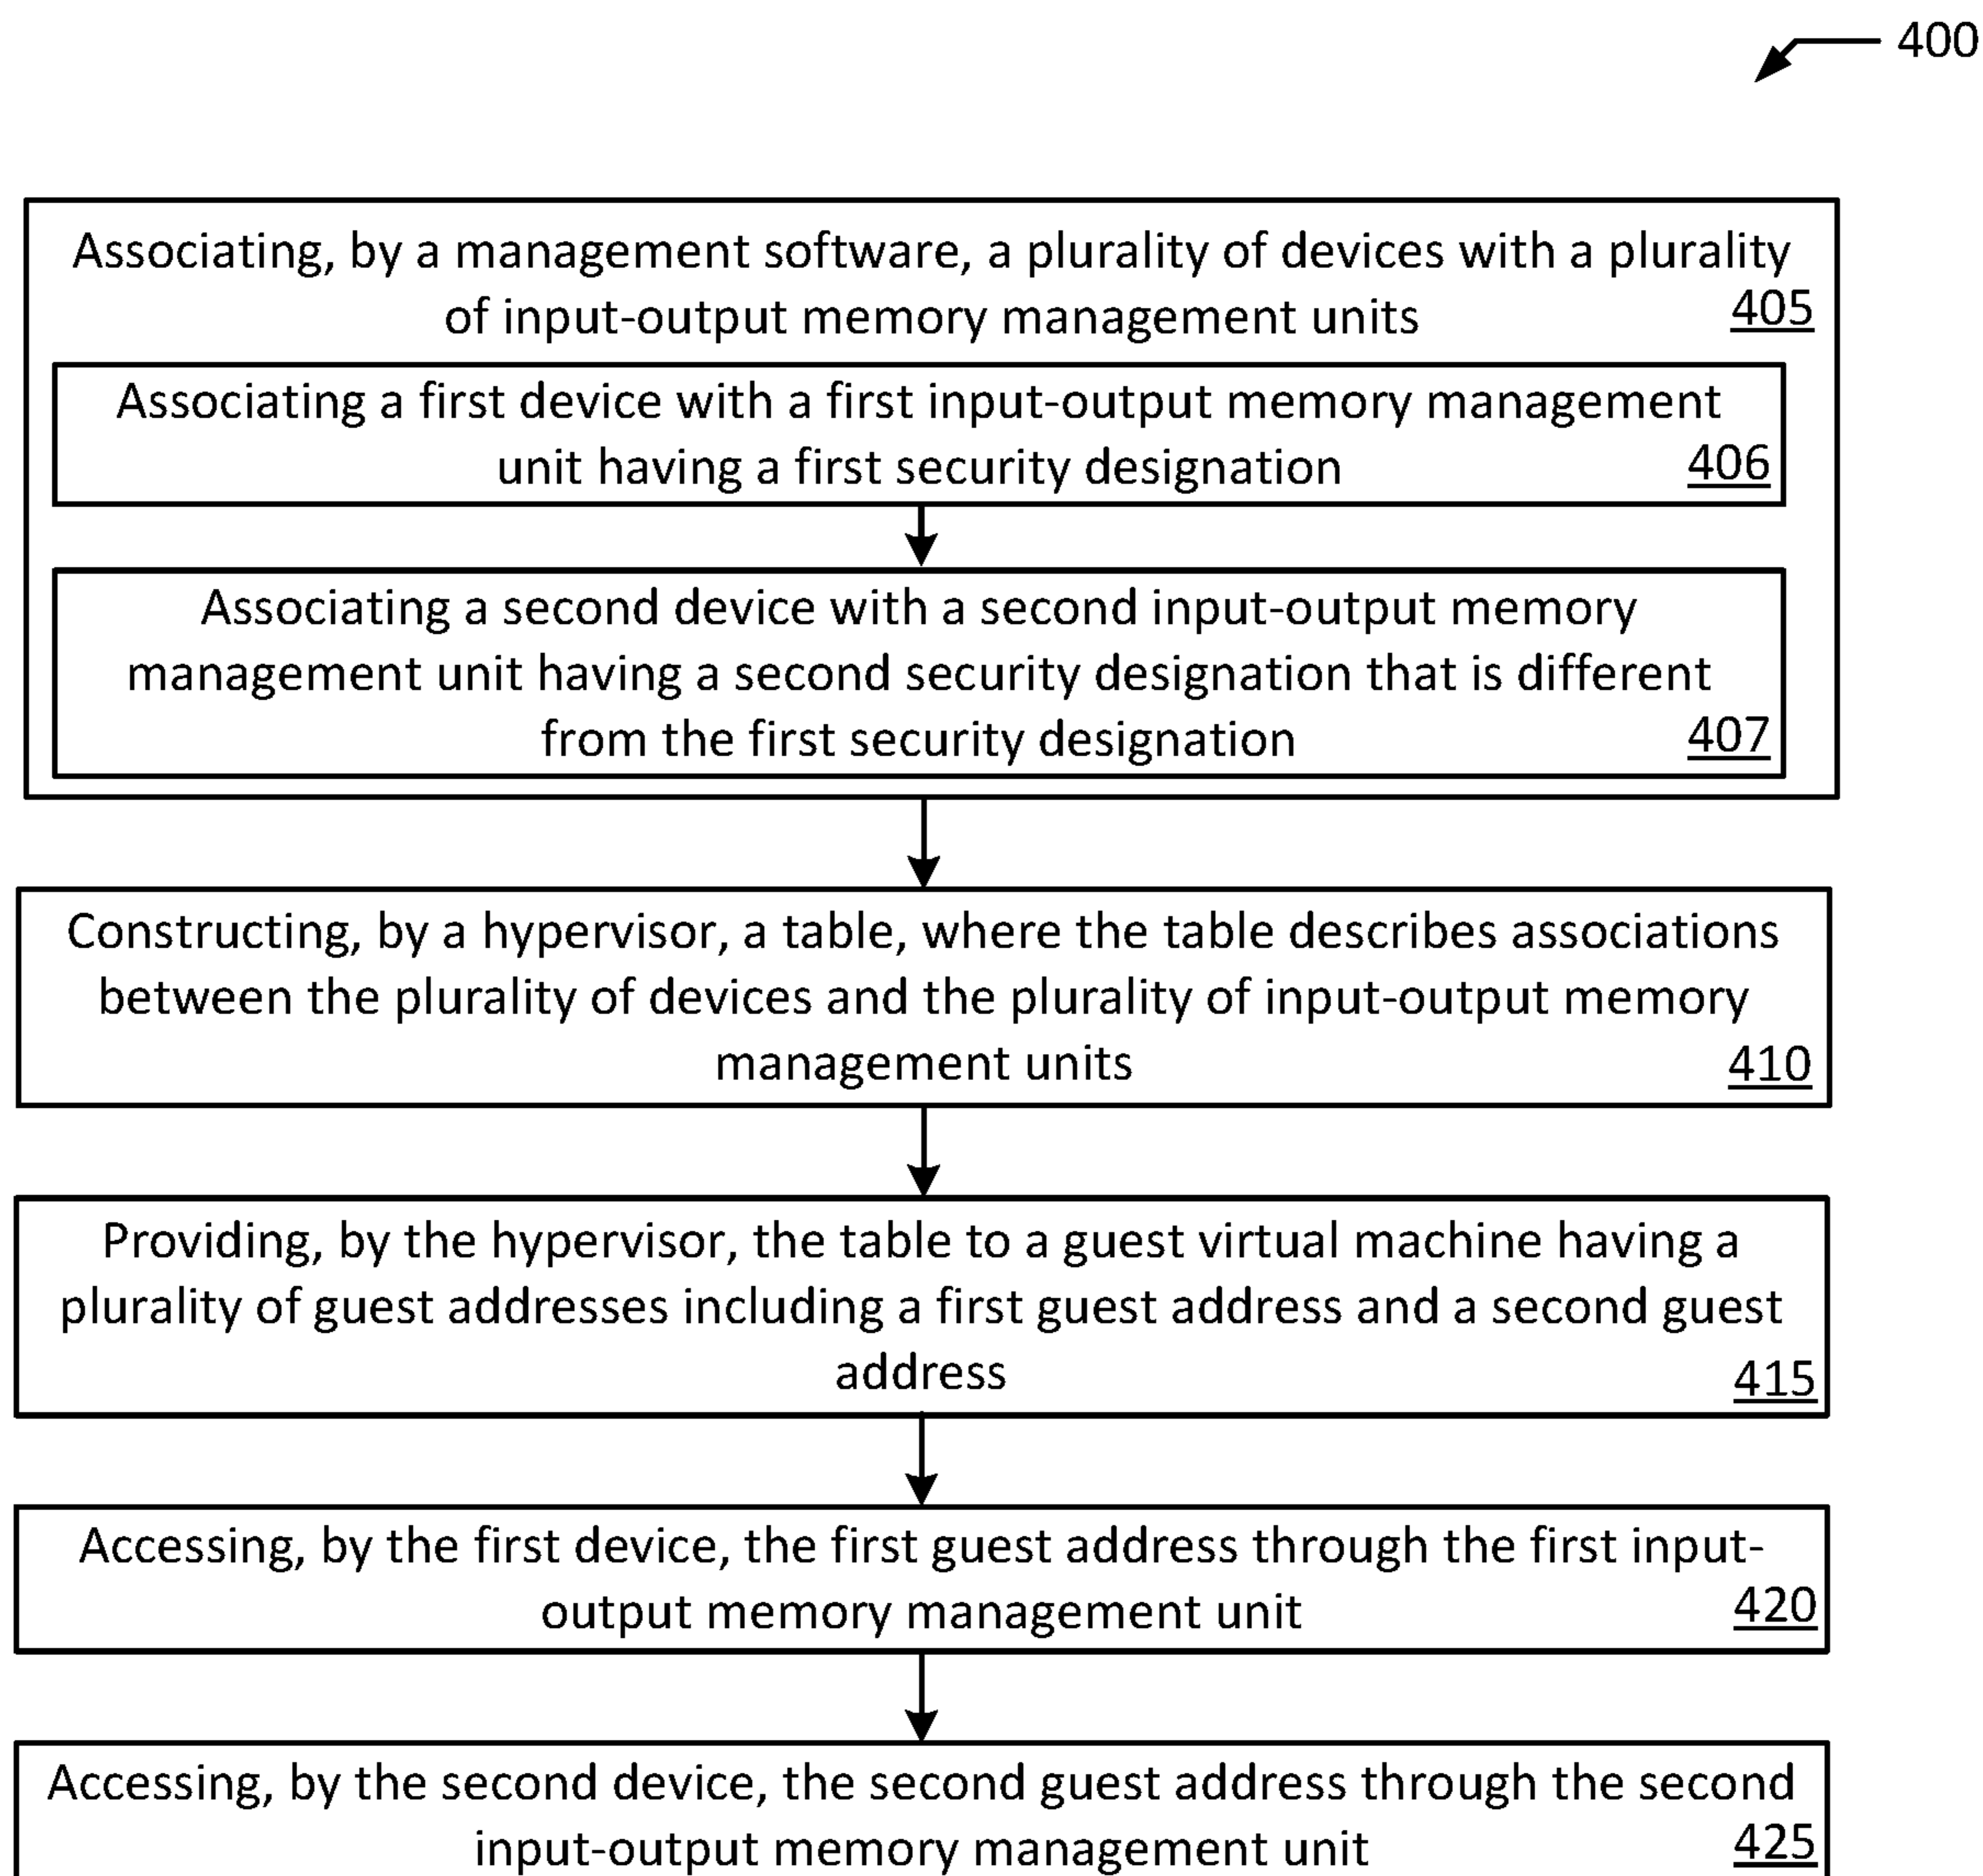 400
Associating, by a management software, a plurality of devices with a plurality
of input-output memory management units 405
Associating a first device with a first input-output memory management
unit having a first security designation 406
Associating a second device with a second input-output memory
management unit having a second security designation that is different
from the first security designation 407
Constructing, by a hypervisor, a table, where the table describes associations
between the plurality of devices and the plurality of input-output memory
management units 410
Providing, by the hypervisor, the table to a guest virtual machine having a
plurality of guest addresses including a first guest address and a second guest
address 415
Accessing, by the first device, the first guest address through the first input-
output memory management unit 420
Accessing, by the second device, the second guest address through the second
input-output memory management unit 425